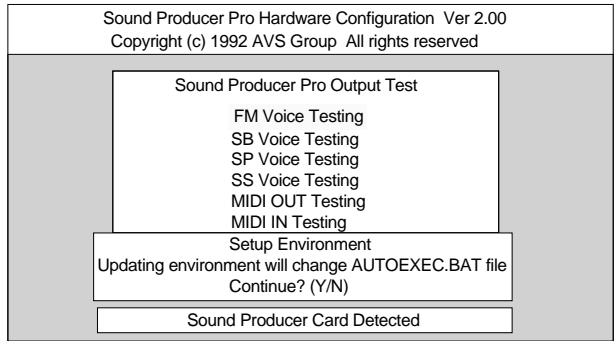 Sound Producer Pro Hardware Configuration Ver 2.00
Copyright (c) 1992 AVS Group All rights reserved
Sound Producer Pro Output Test
FM Voice Testing
SB Voice Testing
SP Voice Testing
SS Voice Testing
MIDI OUT Testing
MIDI IN Testing
Setup Environment
Updating environment will change AUTOEXEC.BAT file
Continue? (Y/N)
Sound Producer Card Detected